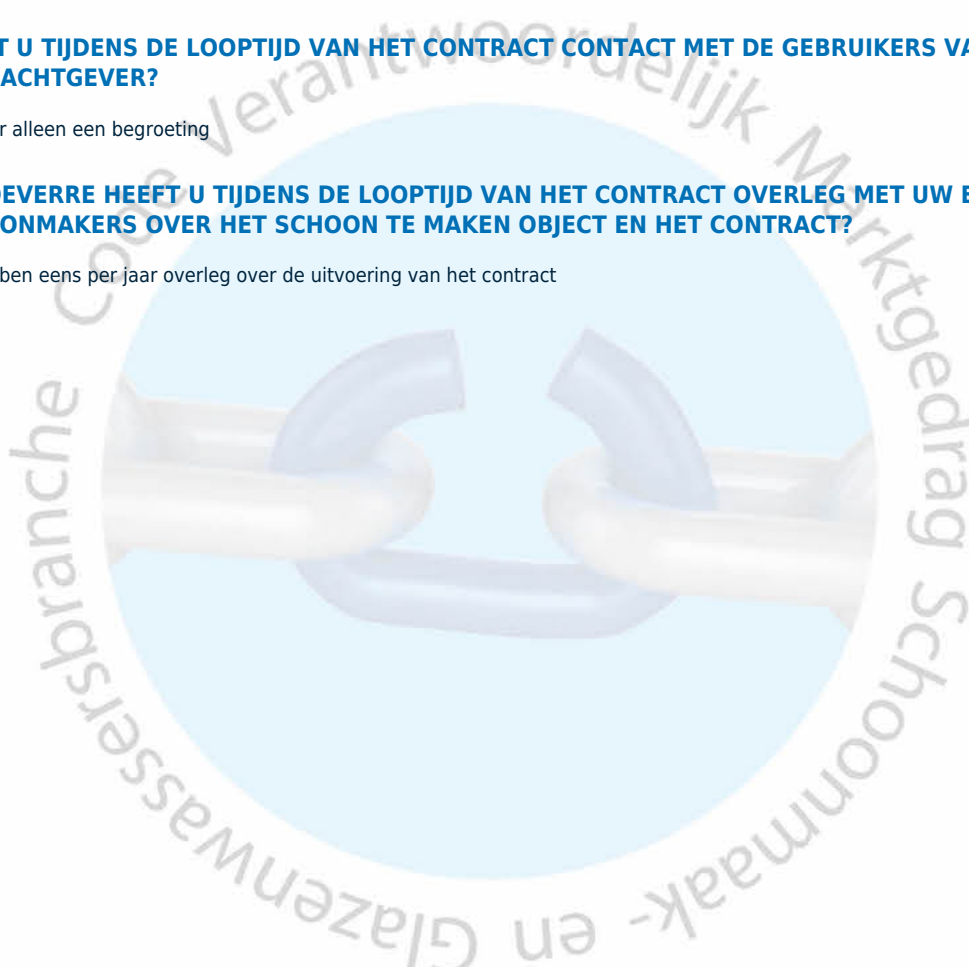 T U TIJDENS DE LOOPTIJD VAN HET CONTRACT CONTACT MET DE GEBRUIKERS VA
ACHTGEVER?
r alleen een begroeting
OEVERRE HEEFT U TIJDENS DE LOOPTIJD VAN HET CONTRACT OVERLEG MET UW E
ONMAKERS OVER HET SCHOON TE MAKEN OBJECT EN HET CONTRACT?
ben eens per jaar overleg over de uitvoering van het contract
Code Verantwoordelijk Marktgedrag Schoonmaak- en Glazenwassersbranche